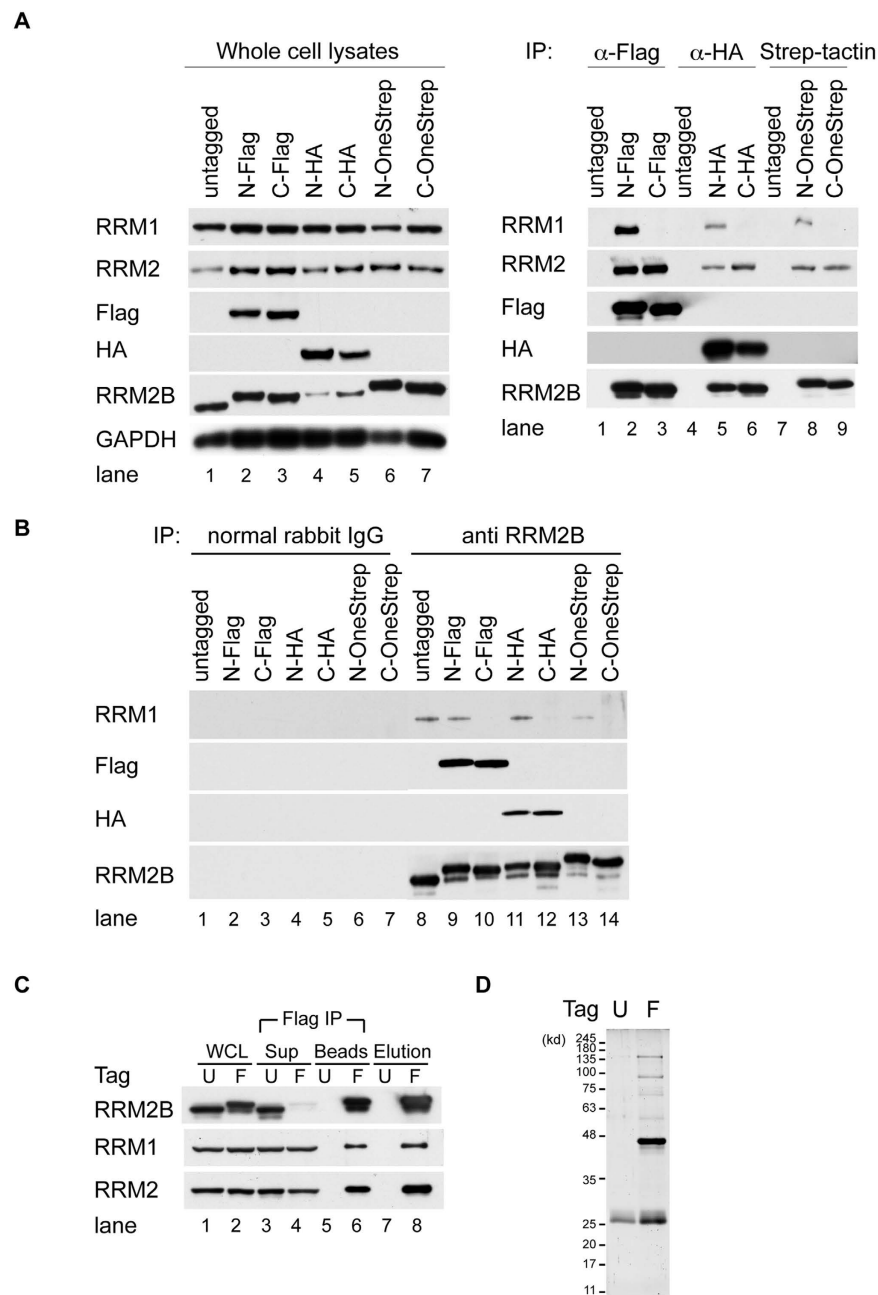 A
Whole cell lysates
untagged N-Flag C-Flag N-HA C-HA N-OneStrep C-OneStrep
RRM1
RRM2
Flag
HA
RRM2B
GAPDH
lane 1 2 3 4 5 6 7
IP: α-Flag α-HA Strep-tactin
untagged N-Flag C-Flag untagged N-HA C-HA untagged N-OneStrep C-OneStrep
RRM1
RRM2
Flag
HA
RRM2B
lane 1 2 3 4 5 6 7 8 9
B
IP: normal rabbit IgG anti RRM2B
untagged N-Flag C-Flag N-HA C-HA N-OneStrep C-OneStrep untagged N-Flag C-Flag N-HA C-HA N-OneStrep C-OneStrep
RRM1
Flag
HA
RRM2B
lane 1 2 3 4 5 6 7 8 9 10 11 12 13 14
C
Flag IP
WCL Sup Beads Elution
Tag U F U F U F U F
RRM2B
RRM1
RRM2
lane 1 2 3 4 5 6 7 8
D
Tag U F
(kd) 245
180
135
100
75
63
48
35
25
20
17
11